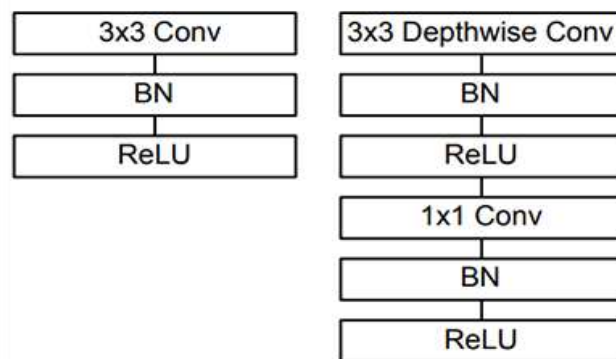 3x3 Conv
BN
ReLU
3x3 Depthwise Conv
BN
ReLU
1x1 Conv
BN
ReLU